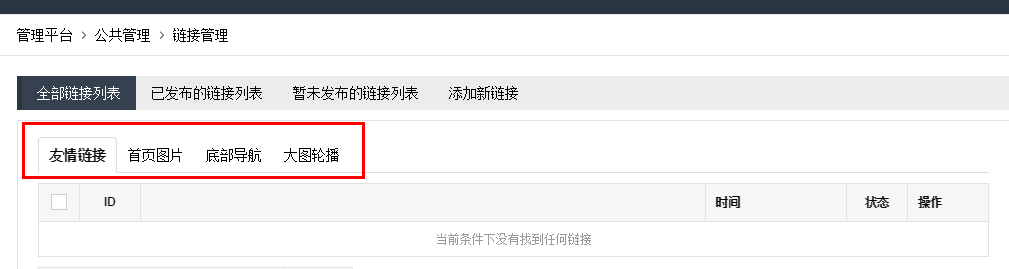 管理平台 > 公共管理 > 链接管理
全部链接列表 已发布的链接列表 暂未发布的链接列表 添加新链接
友情链接 首页图片 底部导航 大图轮播
ID 时间 状态 操作
当前条件下没有找到任何链接